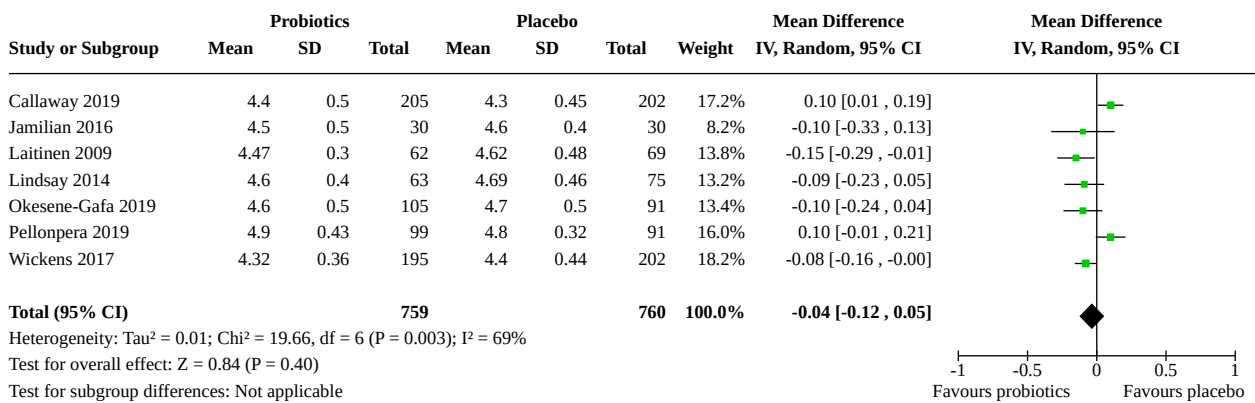 Probiotics Placebo Mean Difference Mean Difference
Study or Subgroup Mean SD Total Mean SD Total Weight IV, Random, 95% CI IV, Random, 95% CI
Callaway 2019 4.4 0.5 205 4.3 0.45 202 17.2% 0.10 [0.01 , 0.19]
Jamilian 2016 4.5 0.5 30 4.6 0.4 30 8.2% -0.10 [-0.33 , 0.13]
Laitinen 2009 4.47 0.3 62 4.62 0.48 69 13.8% -0.15 [-0.29 , -0.01]
Lindsay 2014 4.6 0.4 63 4.69 0.46 75 13.2% -0.09 [-0.23 , 0.05]
Okesene-Gafa 2019 4.6 0.5 105 4.7 0.5 91 13.4% -0.10 [-0.24 , 0.04]
Pellonpera 2019 4.9 0.43 99 4.8 0.32 91 16.0% 0.10 [-0.01 , 0.21]
Wickens 2017 4.32 0.36 195 4.4 0.44 202 18.2% -0.08 [-0.16 , -0.00]
Total (95% CI) 759 760 100.0% -0.04 [-0.12 , 0.05]
Heterogeneity: Tau² = 0.01; Chi² = 19.66, df = 6 (P = 0.003); I² = 69%
Test for overall effect: Z = 0.84 (P = 0.40)
-1 -0.5 0 0.5 1
Test for subgroup differences: Not applicable
Favours probiotics Favours placebo